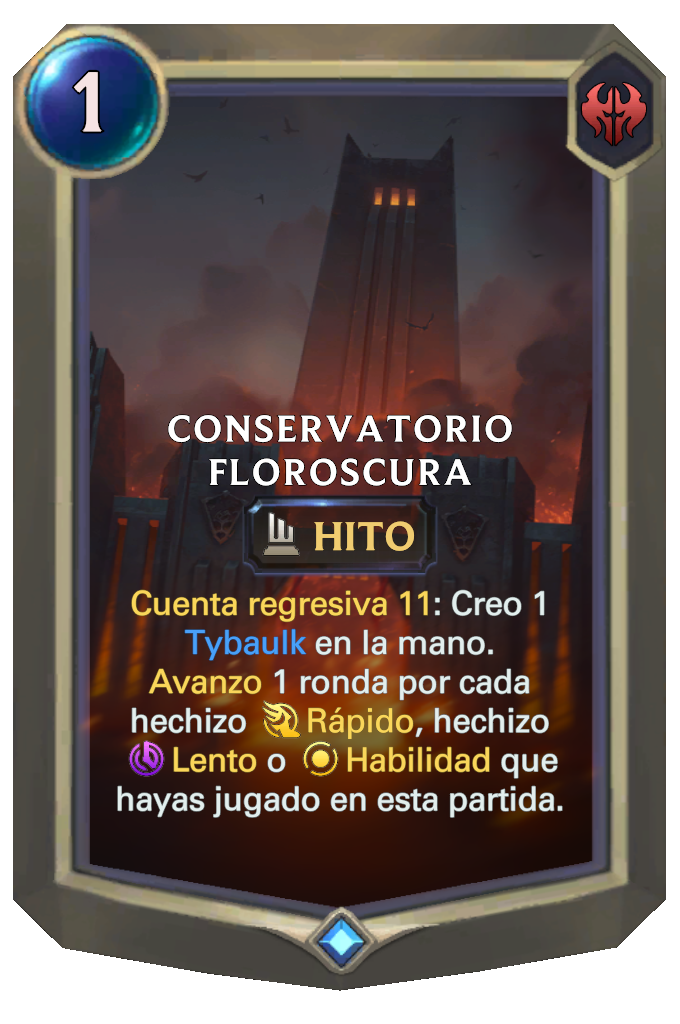 1
CONSERVATORIO
FLOROSCURA
HITO
Cuenta regresiva 11: Creo 1
Tybaulk en la mano.
Avanzo 1 ronda por cada
hechizo Rápido, hechizo
Lento o Habilidad que
hayas jugado en esta partida.